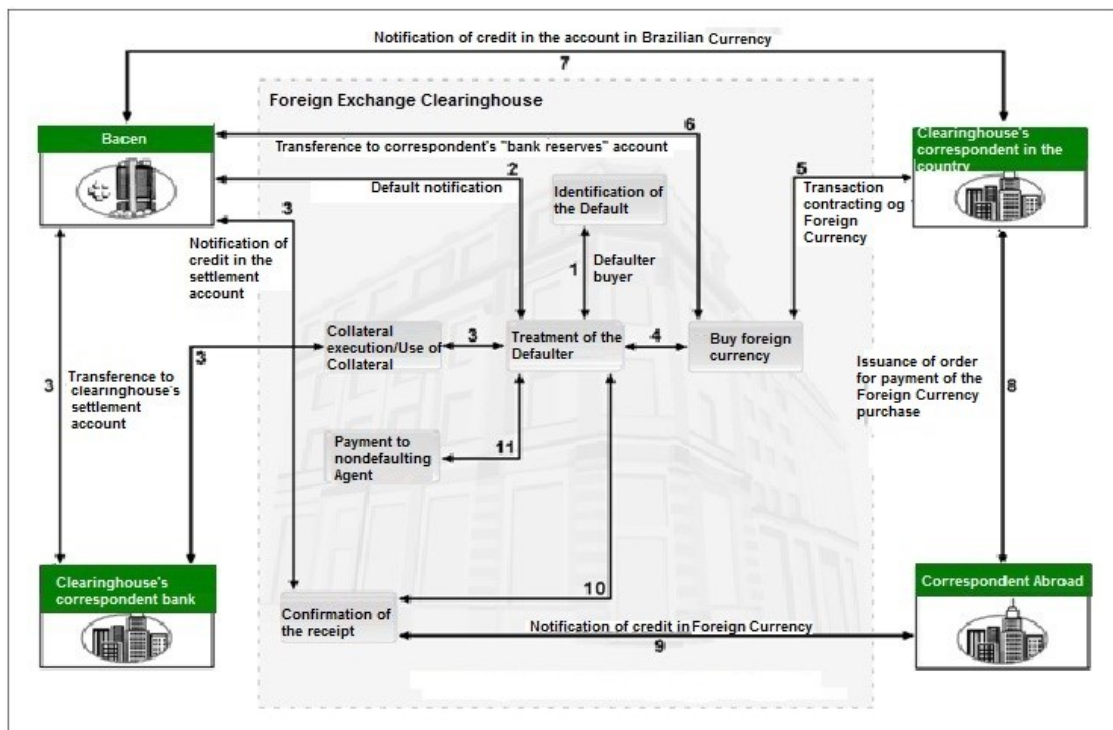 Notification of credit in the account in Brazilian Currency
7
Foreign Exchange Clearinghouse
Bacen
6
Transference to correspondent's "bank reserves" account
2
Default notification
Clearinghouse's
correspondent in the
country
5
Transaction
contracting og
Foreign
Currency
Identification of
the Default
3
Notification of
credit in the
settlement
account
1
Defaulter
buyer
Collateral
execution/Use of
Collateral
3
Treatment of the
Defaulter
4
Buy foreign
currency
3
3
Transference to
clearinghouse's
settlement
account
Issuance of order
for payment of the
Foreign Currency
purchase
8
Payment to
nondefaulting
Agent
11
Clearinghouse's
correspondent bank
10
Confirmation of
the receipt
Notification of credit in Foreign Currency
9
Correspondent Abroad